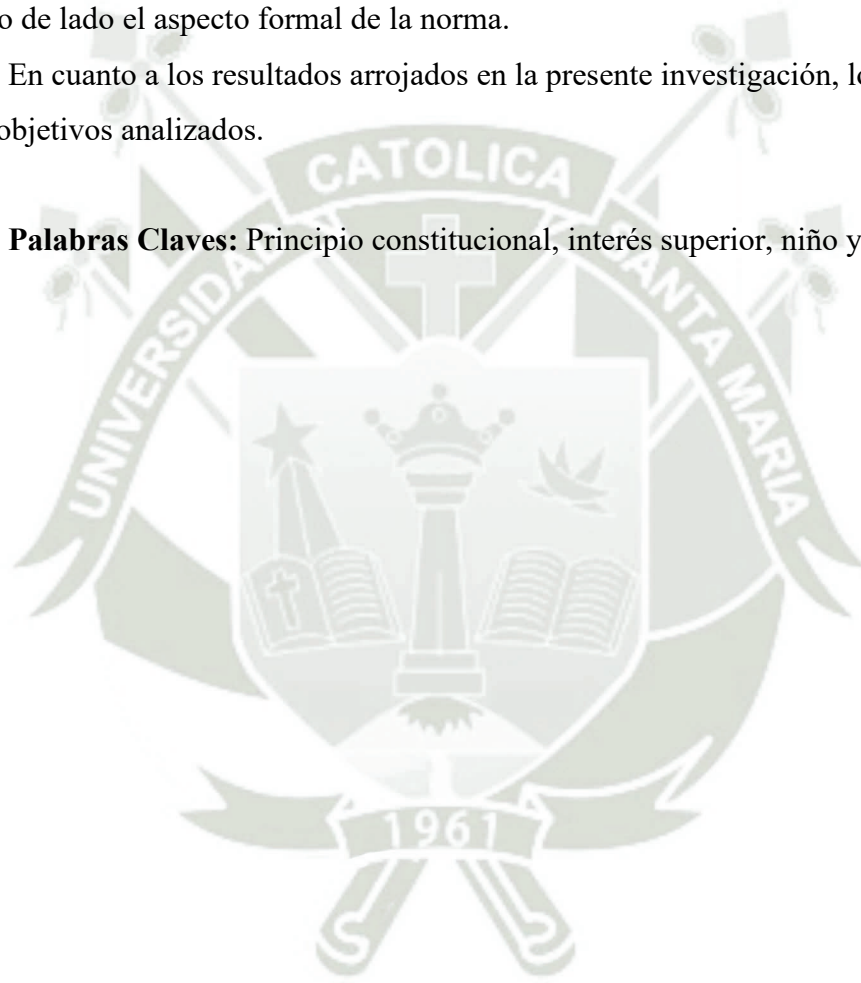 o de lado el aspecto formal de la norma.
En cuanto a los resultados arrojados en la presente investigación, lo
objetivos analizados.
Palabras Claves: Principio constitucional, interés superior, niño y
UNIVERSIDAD CATOLICA SANTA MARIA
1961